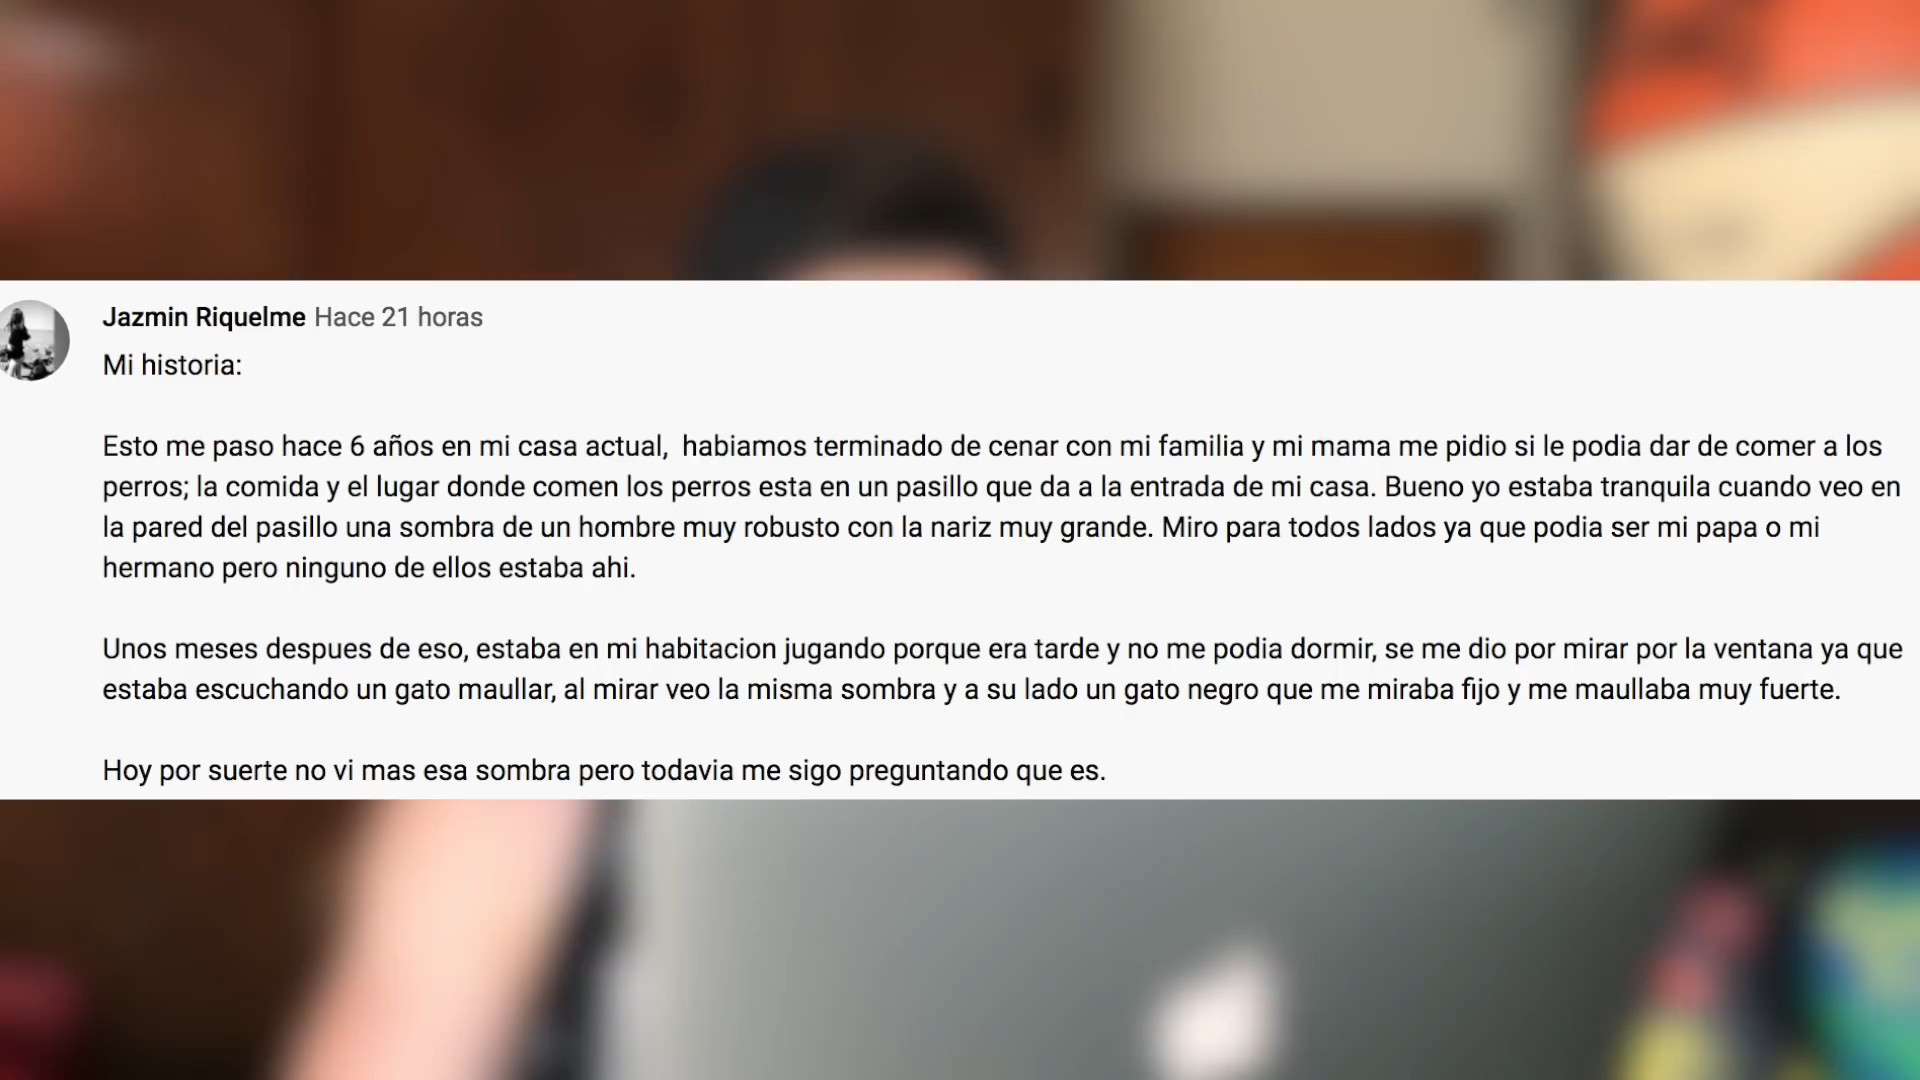 Jazmin Riquelme Hace 21 horas
Mi historia:
Esto me paso hace 6 años en mi casa actual,  habiamos terminado de cenar con mi familia y mi mama me pidio si le podia dar de comer a los
perros; la comida y el lugar donde comen los perros esta en un pasillo que da a la entrada de mi casa. Bueno yo estaba tranquila cuando veo en
la pared del pasillo una sombra de un hombre muy robusto con la nariz muy grande. Miro para todos lados ya que podia ser mi papa o mi
hermano pero ninguno de ellos estaba ahi.
Unos meses despues de eso, estaba en mi habitacion jugando porque era tarde y no me podia dormir, se me dio por mirar por la ventana ya que
estaba escuchando un gato maullar, al mirar veo la misma sombra y a su lado un gato negro que me miraba fijo y me maullaba muy fuerte.
Hoy por suerte no vi mas esa sombra pero todavia me sigo preguntando que es.